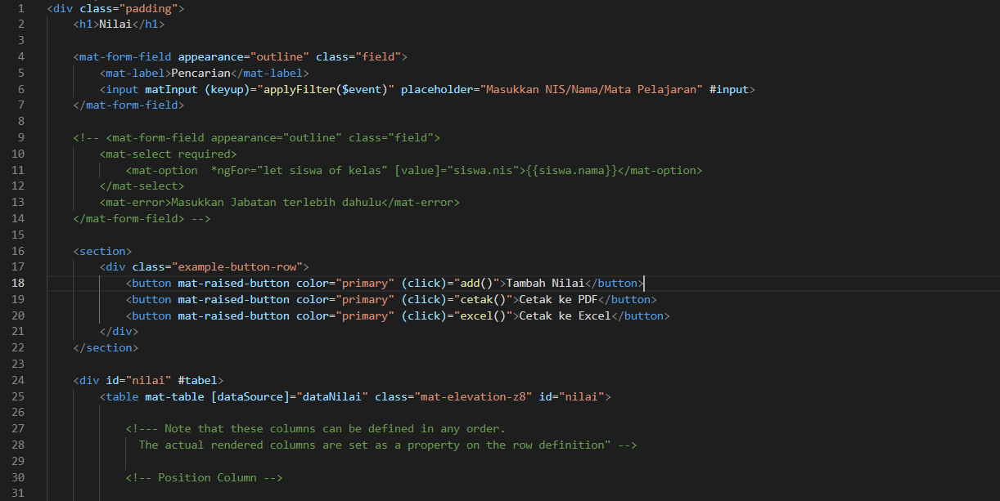 1 <div class="padding">
2 <h1>Nilai</h1>
3
4 <mat-form-field appearance="outline" class="field">
5 <mat-label>Pencarian</mat-label>
6 <input matInput (keyup)="applyFilter($event)" placeholder="Masukkan NIS/Nama/Mata Pelajaran" #input>
7 </mat-form-field>
8
9 <!-- <mat-form-field appearance="outline" class="field">
10 <mat-select required>
11 <mat-option  *ngFor="let siswa of kelas" [value]="siswa.nis">{{siswa.nama}}</mat-option>
12 </mat-select>
13 <mat-error>Masukkan Jabatan terlebih dahulu</mat-error>
14 </mat-form-field> -->
15
16 <section>
17 <div class="example-button-row">
18 <button mat-raised-button color="primary" (click)="add()">Tambah Nilai</button>
19 <button mat-raised-button color="primary" (click)="cetak()">Cetak ke PDF</button>
20 <button mat-raised-button color="primary" (click)="excel()">Cetak ke Excel</button>
21 </div>
22 </section>
23
24 <div id="nilai" #tabel>
25 <table mat-table [dataSource]="dataNilai" class="mat-elevation-z8" id="nilai">
26
27 <!--- Note that these columns can be defined in any order.
28 The actual rendered columns are set as a property on the row definition" -->
29
30 <!-- Position Column -->
31